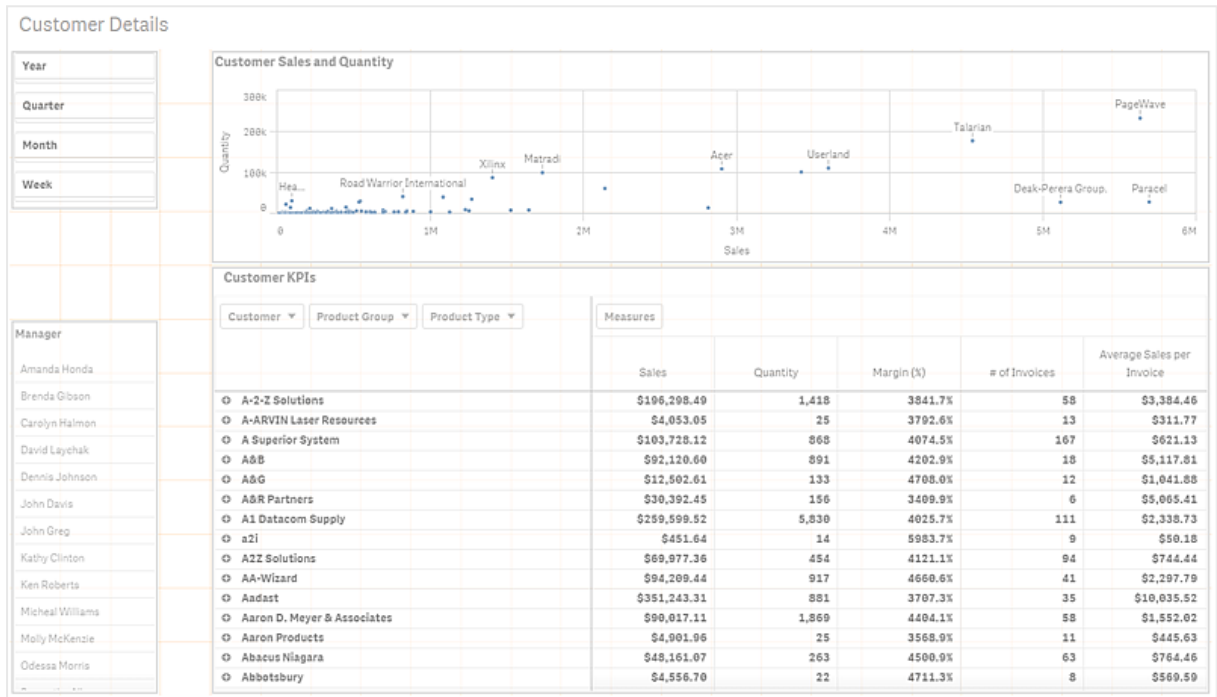 Customer Details
Year
Quarter
Month
Week
Customer Sales and Quantity
300k
200k
100k
0
Quantity
PageWave
Talarian
Userland
Acer
Matradi
Xilinx
Road Warrior International
Hea...
Deak-Perera Group.
Paracel
0 1M 2M 3M 4M 5M 6M
Sales
Manager
Amanda Honda
Brenda Gibson
Carolyn Halmon
David Laychak
Dennis Johnson
John Davis
John Greg
Kathy Clinton
Ken Roberts
Micheal Williams
Molly McKenzie
Odessa Morris
Customer KPIs
Customer Product Group Product Type Measures
Sales Quantity Margin (%) # of Invoices Average Sales per Invoice
A-2-Z Solutions $196,298.49 1,418 3841.7% 58 $3,384.46
A-ARVIN Laser Resources $4,053.05 25 3792.6% 13 $311.77
A Superior System $103,728.12 868 4074.5% 167 $621.13
A&B $92,120.60 891 4202.9% 18 $5,117.81
A&G $12,502.61 133 4708.0% 12 $1,041.88
A&R Partners $30,392.45 156 3409.9% 6 $5,065.41
A1 Datacom Supply $259,599.52 5,830 4025.7% 111 $2,338.73
a2i $451.64 14 5983.7% 9 $50.18
A2Z Solutions $69,977.36 454 4121.1% 94 $744.44
AA-Wizard $94,209.44 917 4660.6% 41 $2,297.79
Aadast $351,243.31 881 3707.3% 35 $10,035.52
Aaron D. Meyer & Associates $90,017.11 1,869 4404.1% 58 $1,552.02
Aaron Products $4,901.96 25 3568.9% 11 $445.63
Abacus Niagara $48,161.07 263 4500.9% 63 $764.46
Abbotsbury $4,556.70 22 4711.3% 8 $569.59